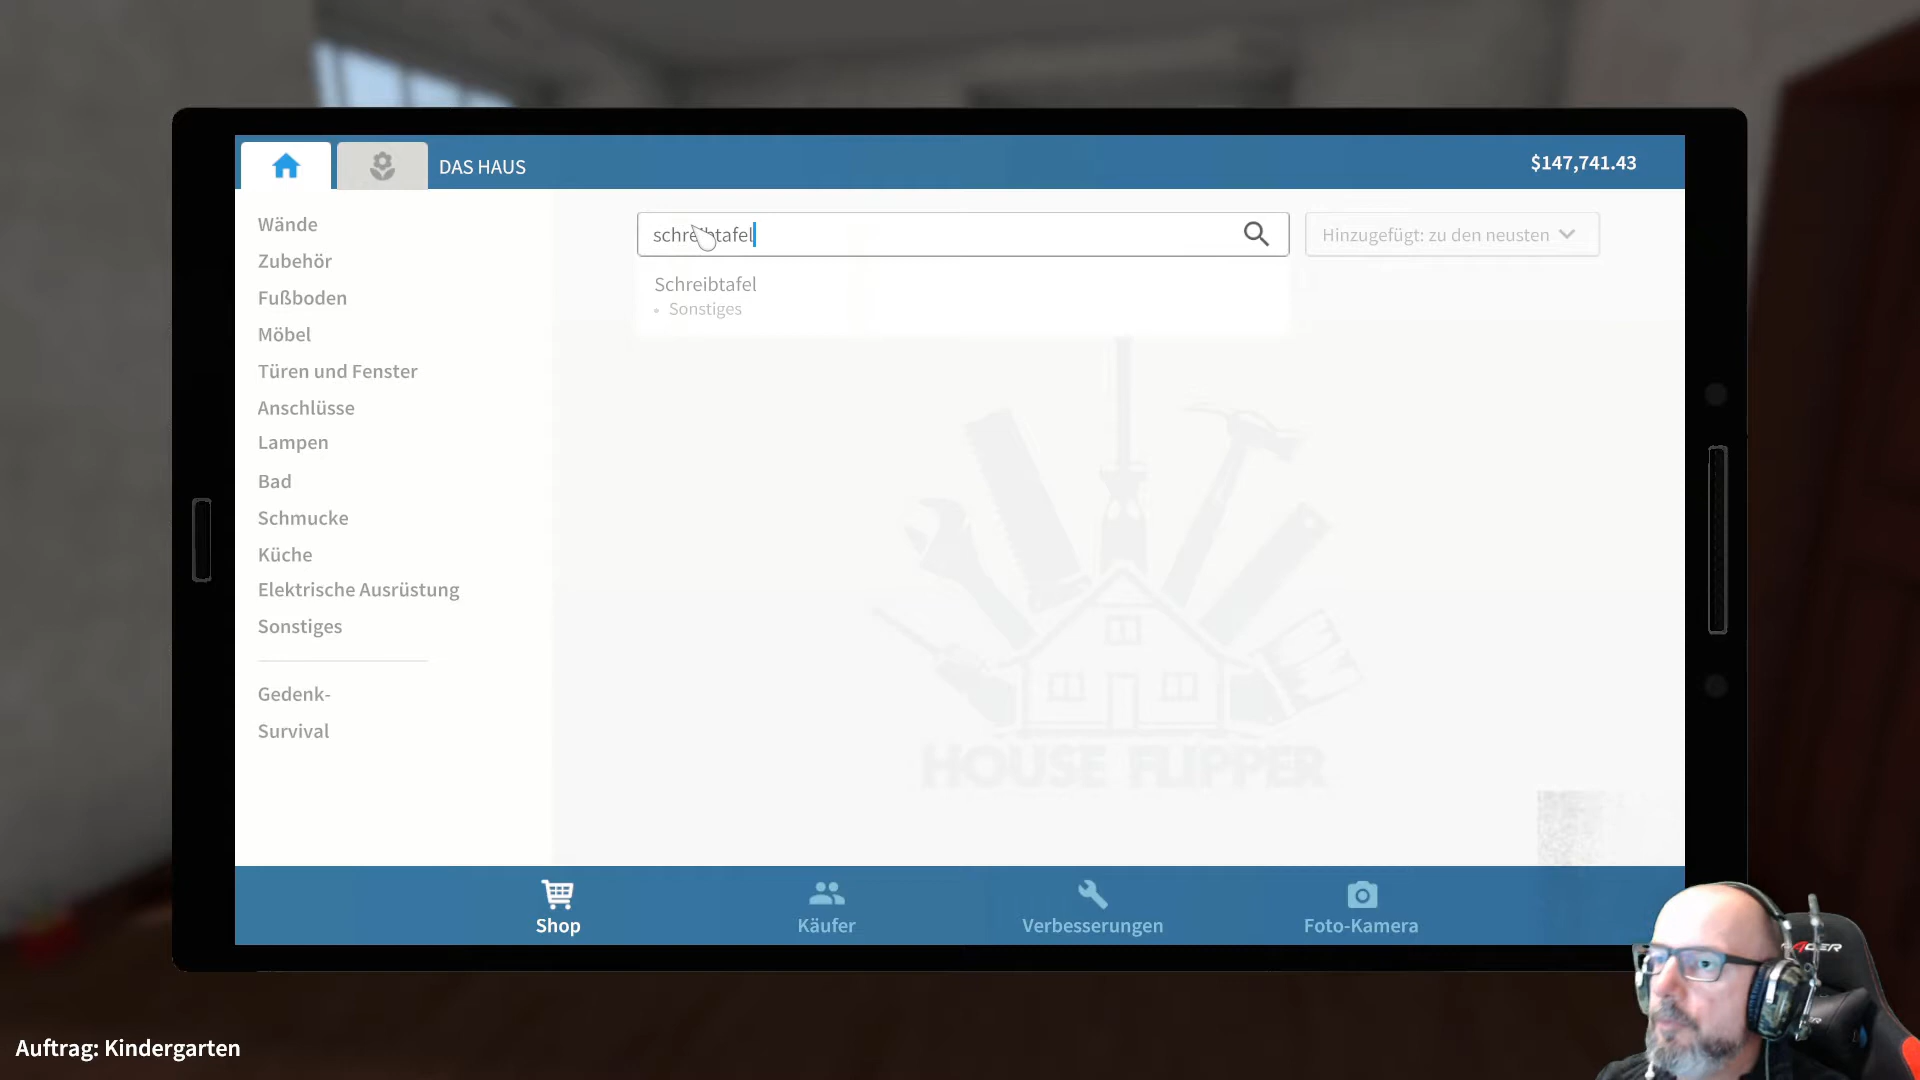 DAS HAUS
$147,741.43
Wände
Zubehör
Fußboden
Möbel
Türen und Fenster
Anschlüsse
Lampen
Bad
Schmucke
Küche
Elektrische Ausrüstung
Sonstiges
Gedenk-
Survival
schreibtafel
Hinzugefügt: zu den neusten
Schreibtafel
• Sonstiges
HOUSE FLIPPER
Shop
Käufer
Verbesserungen
Foto-Kamera
Auftrag: Kindergarten